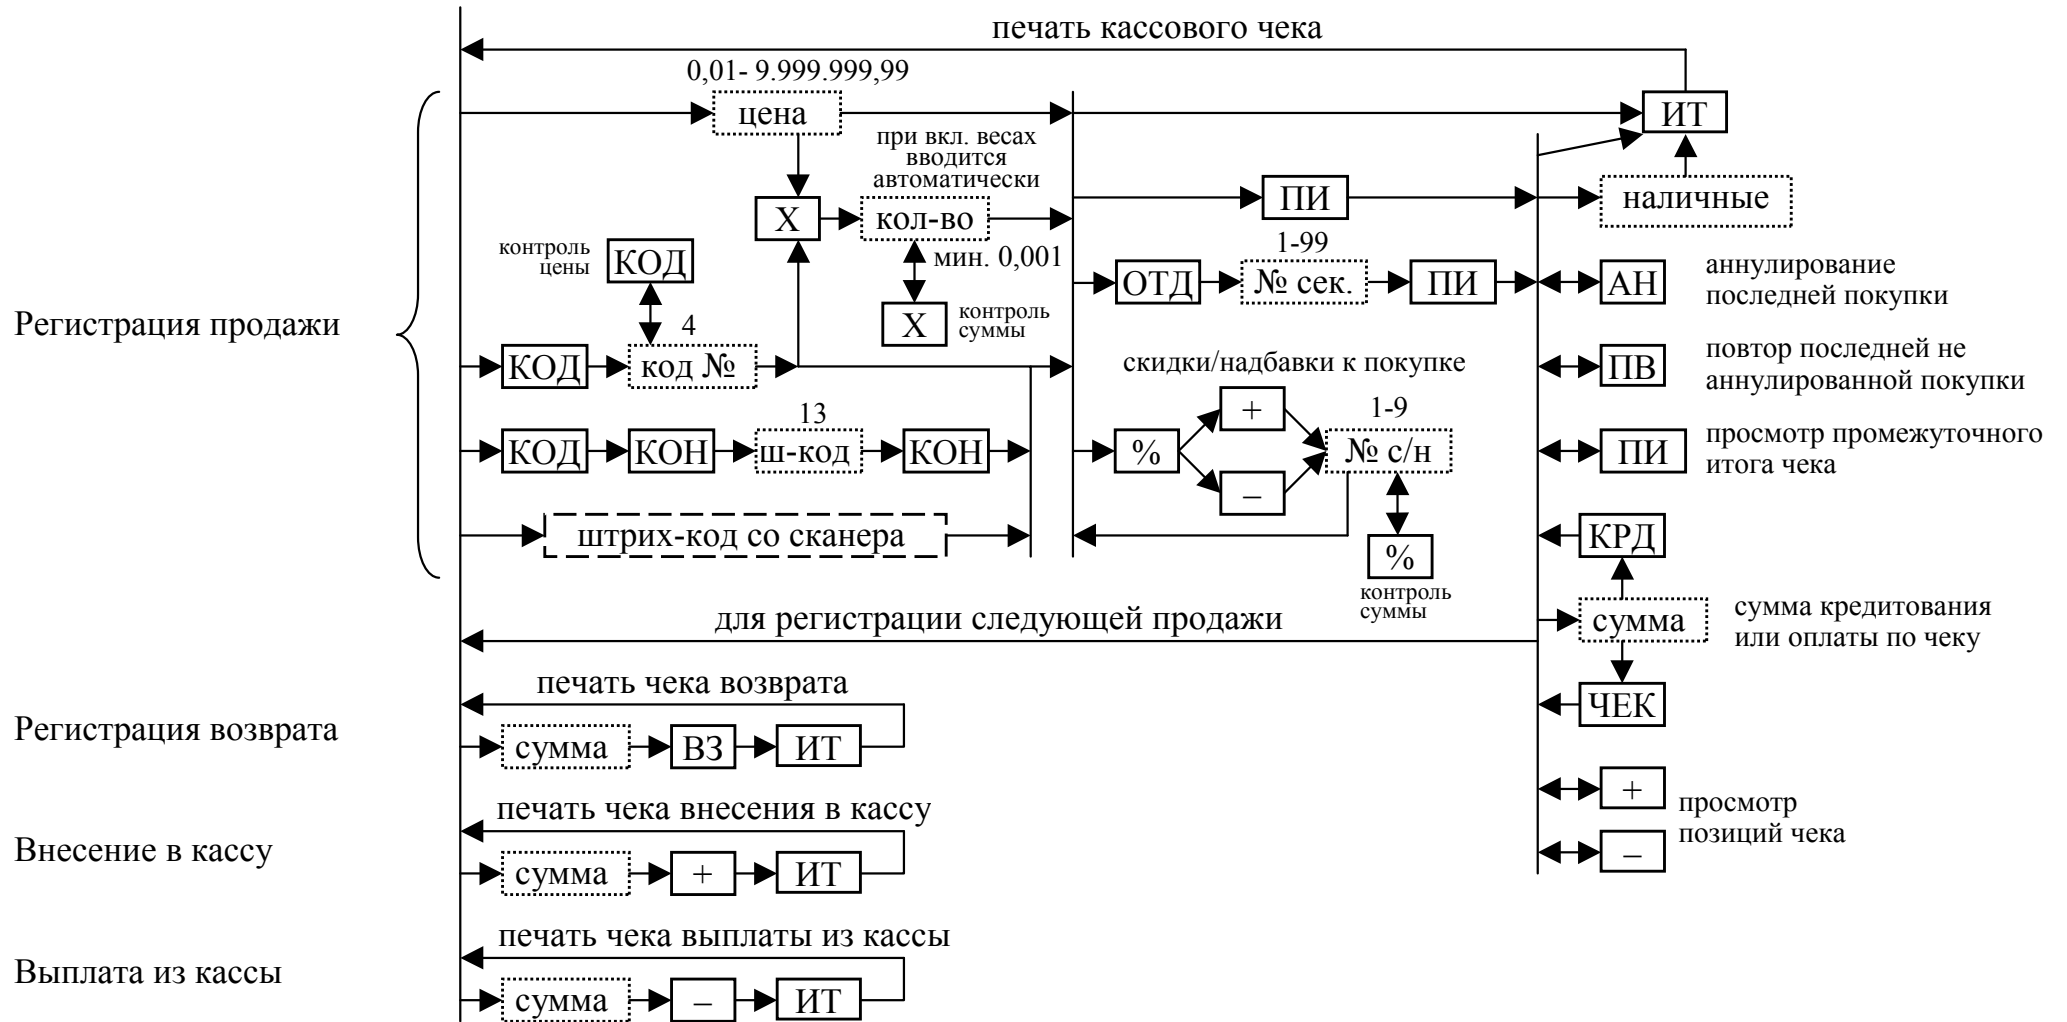 печать кассового чека
0,01- 9.999.999,99
цена
ИТ
при вкл. весах
вводится
автоматически
X
кол-во
мин. 0,001
ПИ
наличные
контроль
цены
КОД
1-99
ОТД
№ сек.
ПИ
АН
аннулирование
последней покупки
X
контроль
суммы
Регистрация продажи
4
КОД
код №
скидки/надбавки к покупке
ПВ
повтор последней не
аннулированной покупки
13
КОД
КОН
ш-код
КОН
%
+
–
1-9
№ с/н
ПИ
просмотр промежуточного
итога чека
штрих-код со сканера
%
контроль
суммы
КРД
для регистрации следующей продажи
сумма
сумма кредитования
или оплаты по чеку
ЧЕК
Регистрация возврата
печать чека возврата
сумма
ВЗ
ИТ
+
–
просмотр
позиций чека
Внесение в кассу
печать чека внесения в кассу
сумма
+
ИТ
Выплата из кассы
печать чека выплаты из кассы
сумма
–
ИТ